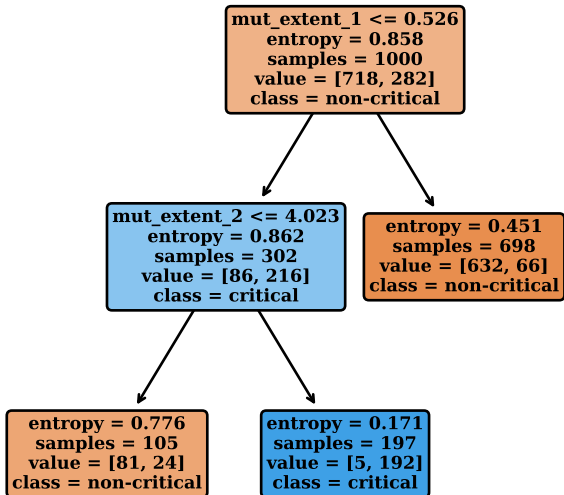 mut_extent_1 <= 0.526
entropy = 0.858
samples = 1000
value = [718, 282]
class = non-critical
mut_extent_2 <= 4.023
entropy = 0.862
samples = 302
value = [86, 216]
class = critical
entropy = 0.451
samples = 698
value = [632, 66]
class = non-critical
entropy = 0.776
samples = 105
value = [81, 24]
class = non-critical
entropy = 0.171
samples = 197
value = [5, 192]
class = critical